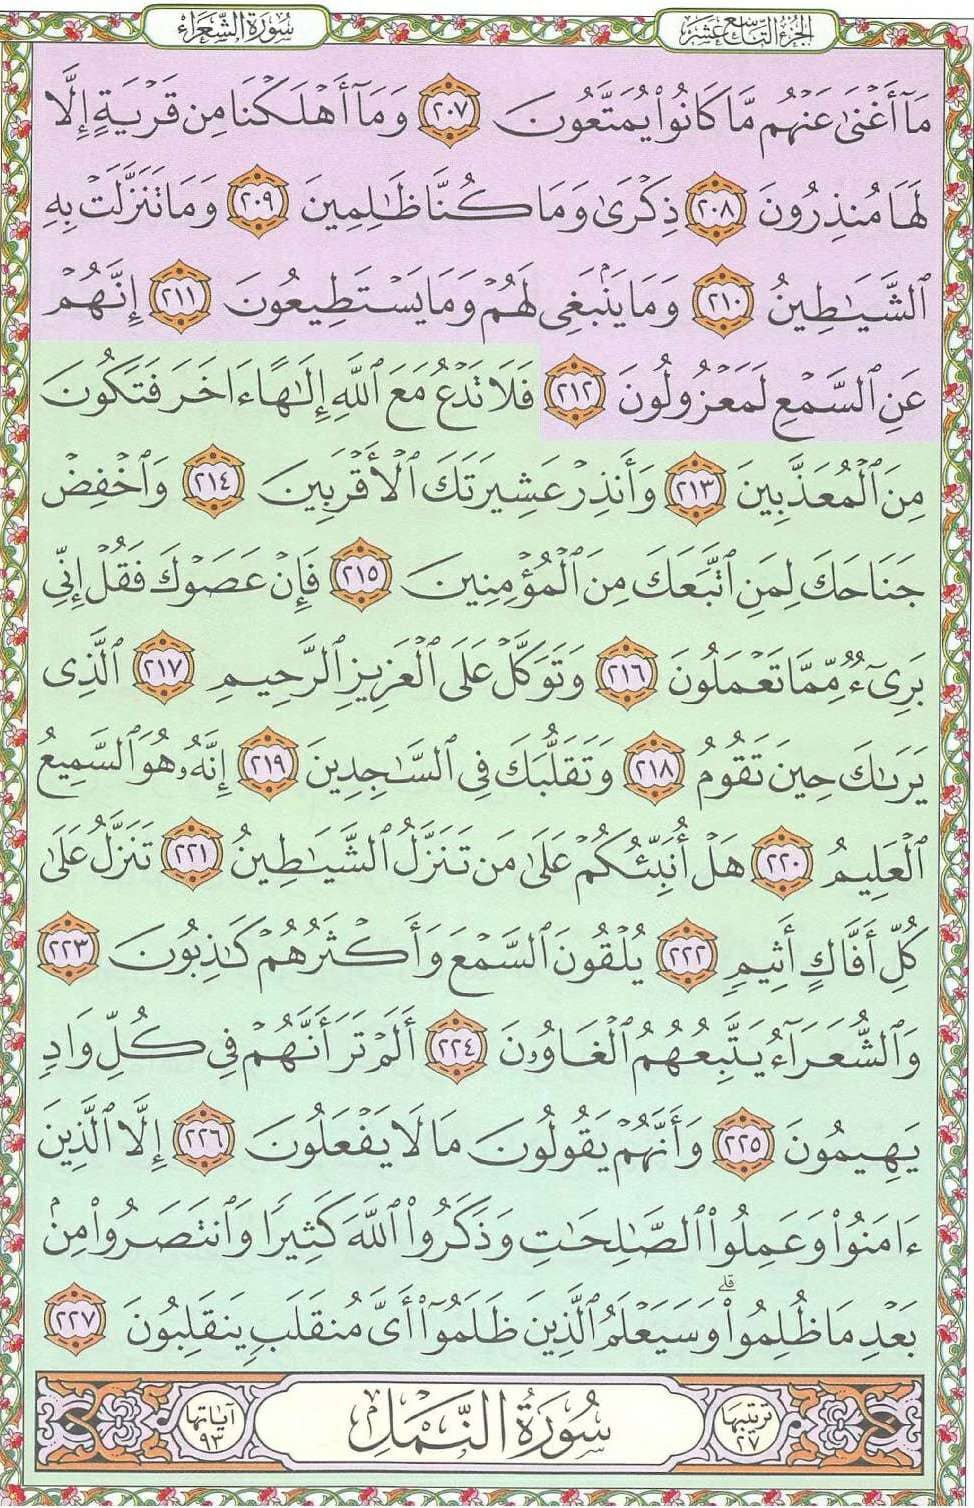 الجزء التاسع عشر
سورة الشعراء
مَآ أَغْنَىٰ عَنْهُم مَّا كَانُوا۟ يُمَتَّعُونَ ٢٠٧ وَمَآ أَهْلَكْنَا مِن قَرْيَةٍ إِلَّا
لَهَا مُنذِرُونَ ٢٠٨ ذِكْرَىٰ وَمَا كُنَّا ظَٰلِمِينَ ٢٠٩ وَمَا تَنَزَّلَتْ بِهِ
ٱلشَّيَٰطِينُ ٢١٠ وَمَا يَنۢبَغِى لَهُمْ وَمَا يَسْتَطِيعُونَ ٢١١ إِنَّهُمْ
عَنِ ٱلسَّمْعِ لَمَعْزُولُونَ ٢١٢ فَلَا تَدْعُ مَعَ ٱللَّهِ إِلَٰهًا ءَاخَرَ فَتَكُونَ
مِنَ ٱلْمُعَذَّبِينَ ٢١٣ وَأَنذِرْ عَشِيرَتَكَ ٱلْأَقْرَبِينَ ٢١٤ وَٱخْفِضْ
جَنَاحَكَ لِمَنِ ٱتَّبَعَكَ مِنَ ٱلْمُؤْمِنِينَ ٢١٥ فَإِنْ عَصَوْكَ فَقُلْ إِنِّى
بَرِىٓءٌ مِّمَّا تَعْمَلُونَ ٢١٦ وَتَوَكَّلْ عَلَى ٱلْعَزِيزِ ٱلرَّحِيمِ ٢١٧ ٱلَّذِى
يَرَىٰكَ حِينَ تَقُومُ ٢١٨ وَتَقَلُّبَكَ فِى ٱلسَّٰجِدِينَ ٢١٩ إِنَّهُۥ هُوَ ٱلسَّمِيعُ
ٱلْعَلِيمُ ٢٢٠ هَلْ أُنَبِّئُكُمْ عَلَىٰ مَن تَنَزَّلُ ٱلشَّيَٰطِينُ ٢٢١ تَنَزَّلُ عَلَىٰ
كُلِّ أَفَّاكٍ أَثِيمٍ ٢٢٢ يُلْقُونَ ٱلسَّمْعَ وَأَكْثَرُهُمْ كَٰذِبُونَ ٢٢٣
وَٱلشُّعَرَآءُ يَتَّبِعُهُمُ ٱلْغَاوُۥنَ ٢٢٤ أَلَمْ تَرَ أَنَّهُمْ فِى كُلِّ وَادٍ
يَهِيمُونَ ٢٢٥ وَأَنَّهُمْ يَقُولُونَ مَا لَا يَفْعَلُونَ ٢٢٦ إِلَّا ٱلَّذِينَ
ءَامَنُوا۟ وَعَمِلُوا۟ ٱلصَّٰلِحَٰتِ وَذَكَرُوا۟ ٱللَّهَ كَثِيرًا وَٱنتَصَرُوا۟ مِنۢ
بَعْدِ مَا ظُلِمُوا۟ ۗ وَسَيَعْلَمُ ٱلَّذِينَ ظَلَمُوٓا۟ أَىَّ مُنقَلَبٍ يَنقَلِبُونَ ٢٢٧
ترتيبها ٢٧ سُورَةُ النَّمْلِ آياتها ٩٣